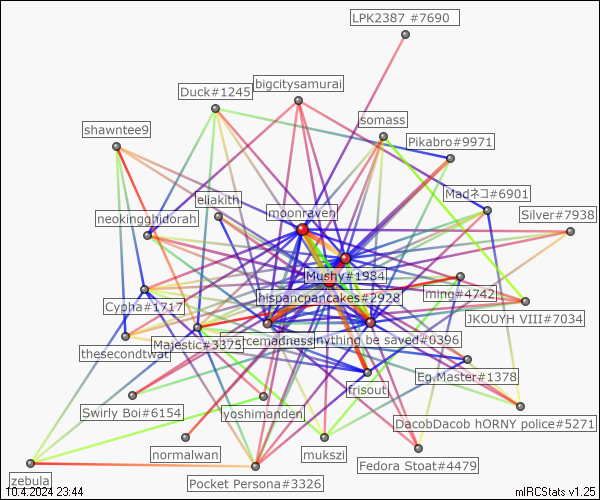 LPK2387 #7690
bigcitysamurai
Duck#1245
somass
shawntee9
Pikabro#9971
eliakith
Madネコ#6901
moonraven
neokingghidorah
Silver#7938
Mushy#1984
hispancpancakes#2928
ming#4742
Cypha#1717
JKOUYH VIII#7034
Majestic#3375
cemadness
nything be saved#0396
thesecondtwat
Eg.Master#1378
frisout
Swirly Boi#6154
yoshimanden
DacobDacob hORNY police#5271
normalwan
mukszi
Fedora Stoat#4479
zebula
Pocket Persona#3326
10.4.2024 23:44
mIRCStats v1.25